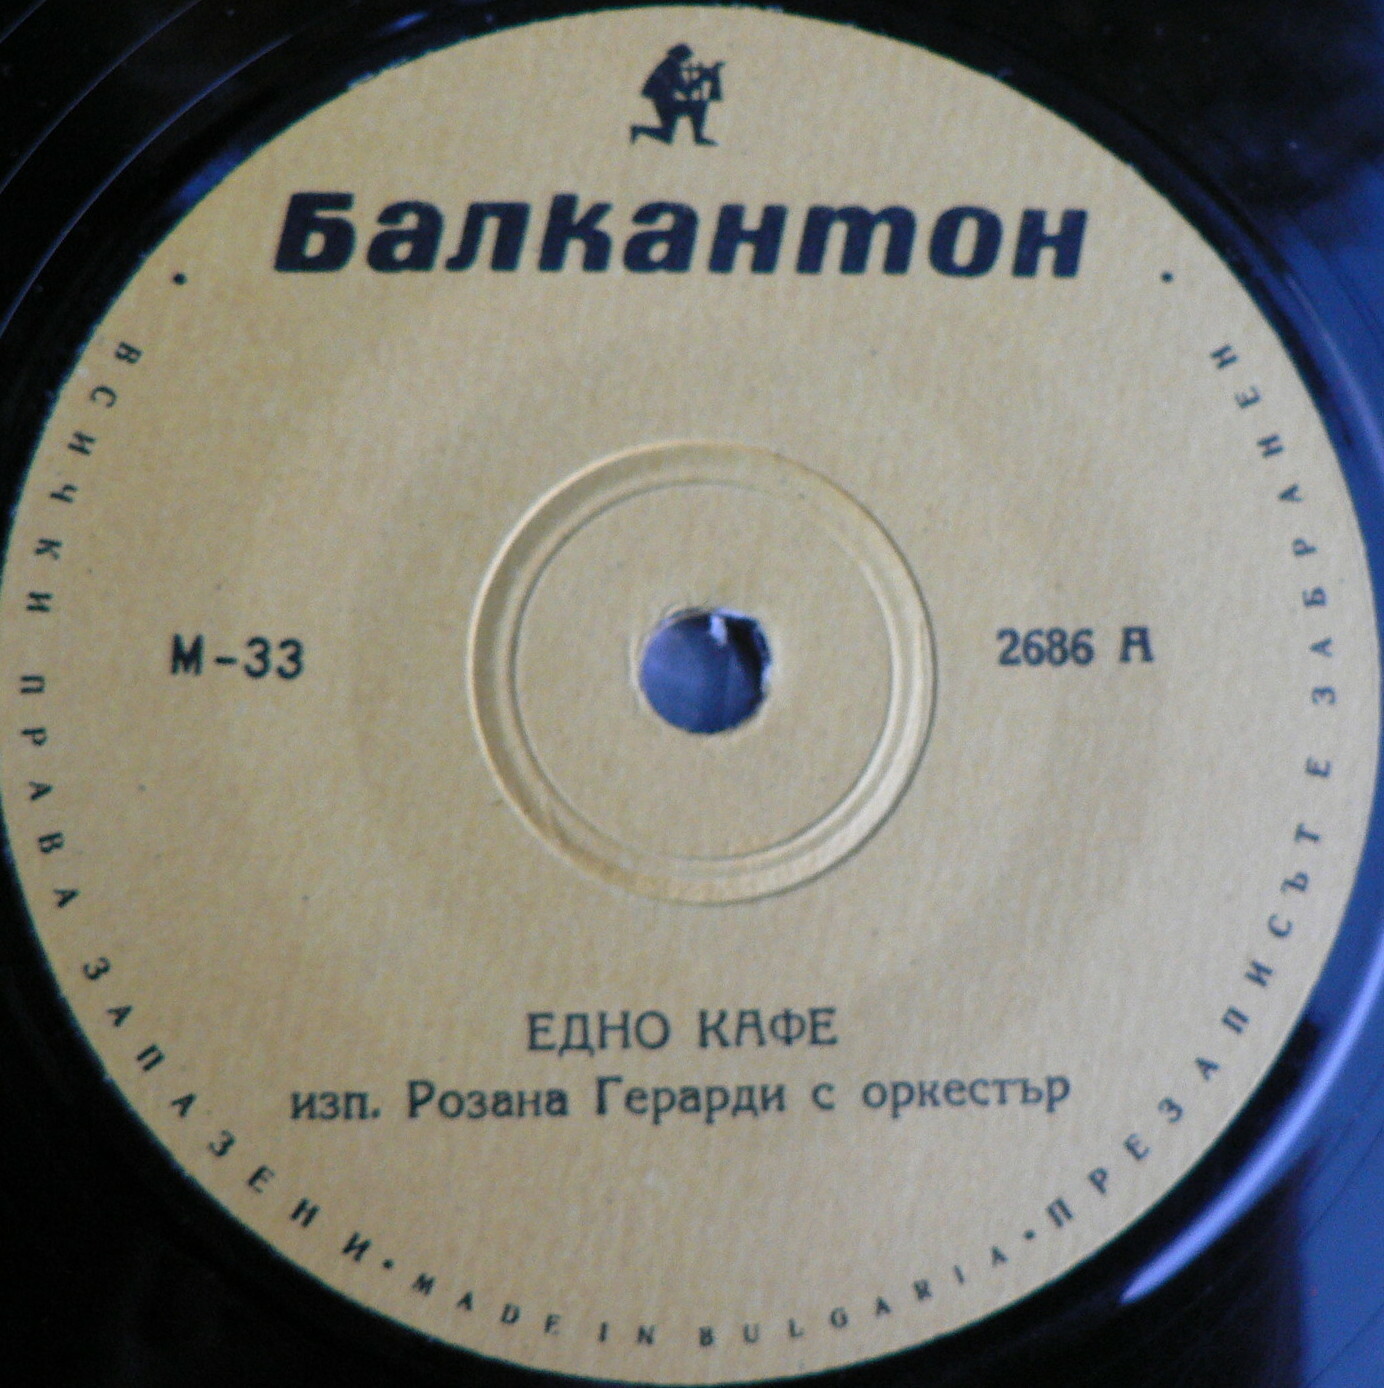 Балкантон
М-33
2686 А
ЕДНО КАФЕ
изп. Розана Герарди с оркестър
• ВСИЧКИ ПРАВА ЗАПАЗЕНИ • MADE IN BULGARIA • ПРЕЗАПИСЪТ Е ЗАБРАНЕН •